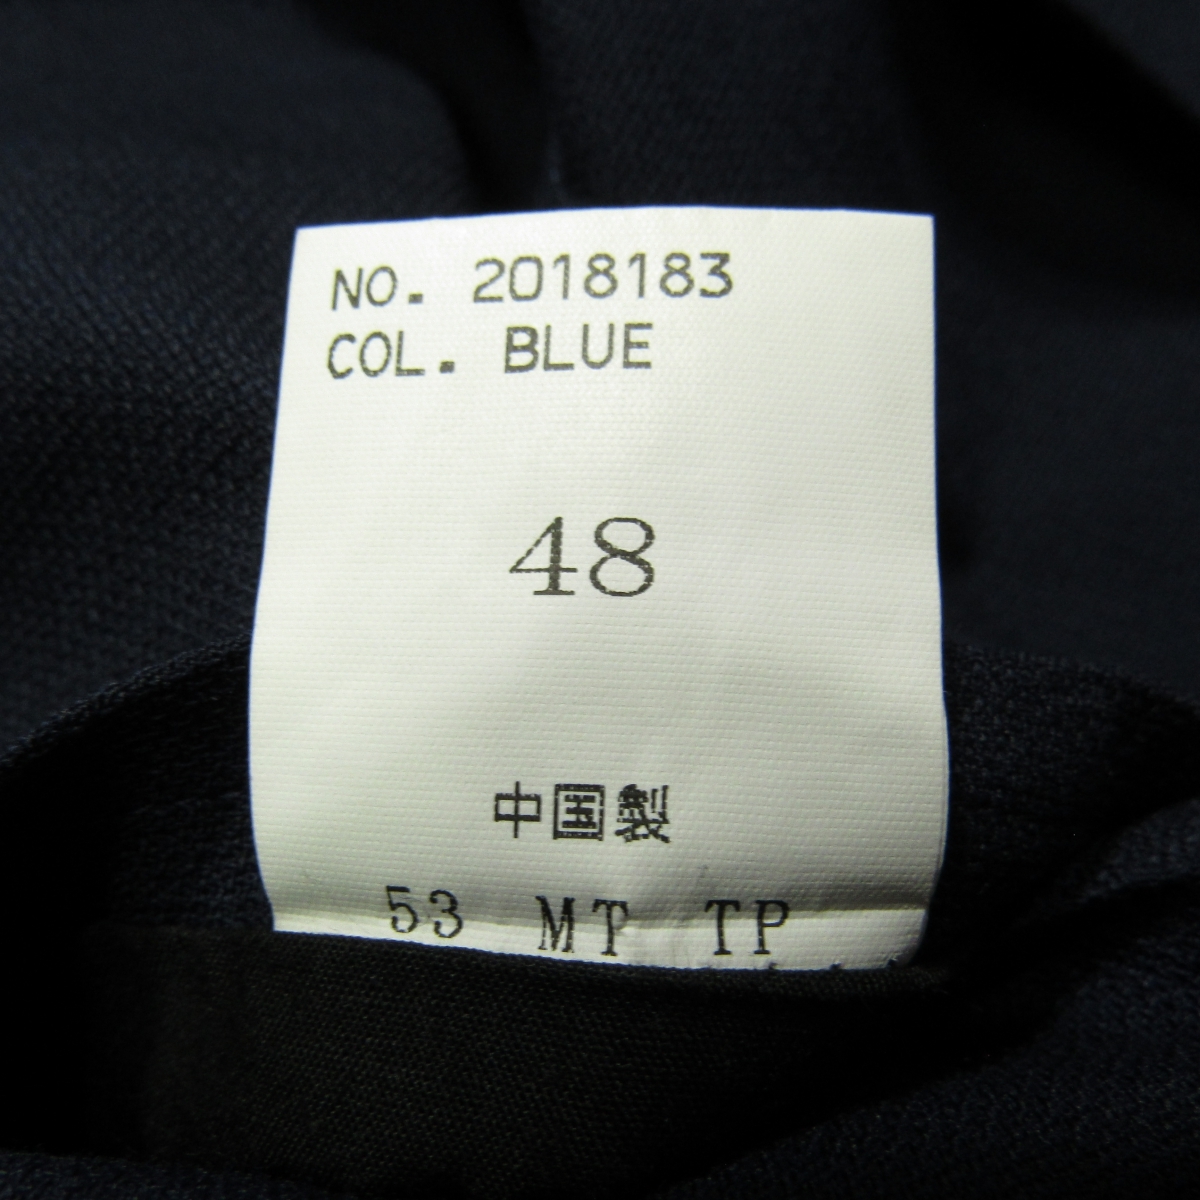 NO. 2018183
COL. BLUE
48
中国製
53 MT TP